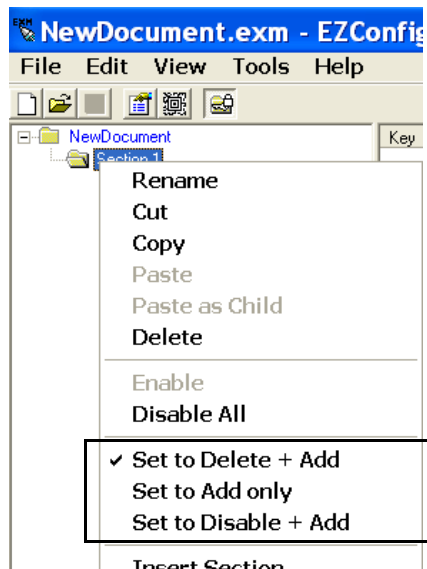 EXM
NewDocument.exm - EZConfig
File Edit View Tools Help
NewDocument
Key
Section 1
Rename
Cut
Copy
Paste
Paste as Child
Delete
Enable
Disable All
✓ Set to Delete + Add
Set to Add only
Set to Disable + Add
Insert Section